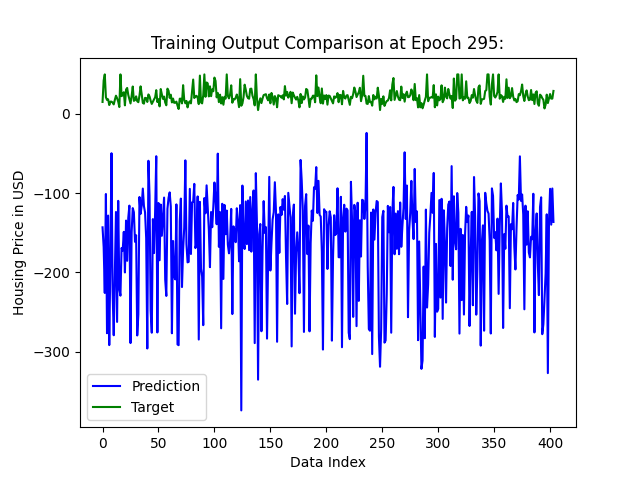 Training Output Comparison at Epoch 295:
Housing Price in USD
0
−100
−200
−300
Prediction
Target
0 50 100 150 200 250 300 350 400
Data Index